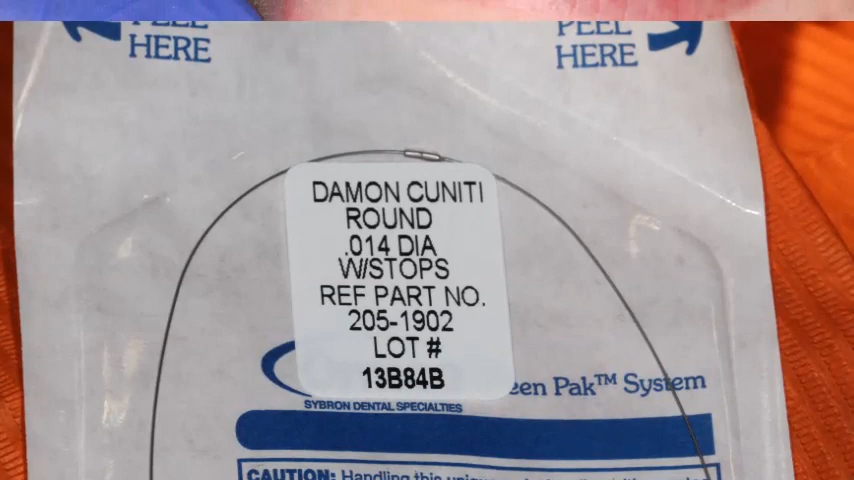 PEEL
HERE
PEEL
HERE
DAMON CUNITI
ROUND
.014 DIA
W/STOPS
REF PART NO.
205-1902
LOT #
13B84B
een Pak™ System
SYBRON DENTAL SPECIALTIES
CAUTION: Handling this